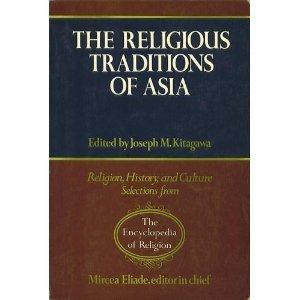 THE RELIGIOUS
TRADITIONS
OF ASIA
Edited by Joseph M. Kitagawa
Religion, History, and Culture
Selections from
The
Encyclopedia
of Religion
Mircea Eliade, editor in chief